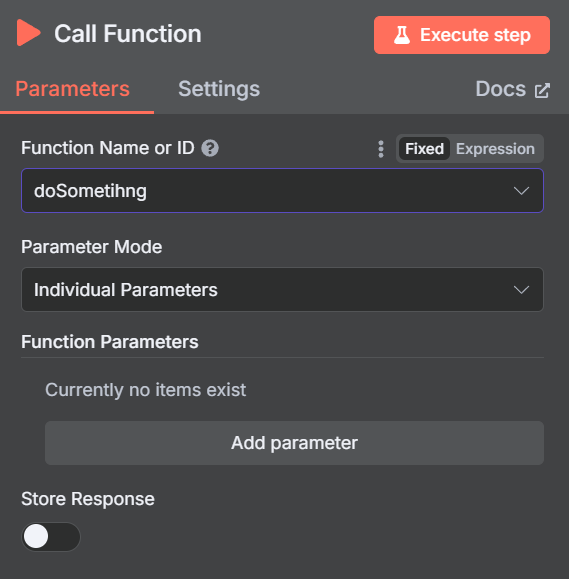 Call Function
Execute step
Parameters Settings Docs
Function Name or ID Fixed Expression
doSometihng
Parameter Mode
Individual Parameters
Function Parameters
Currently no items exist
Add parameter
Store Response